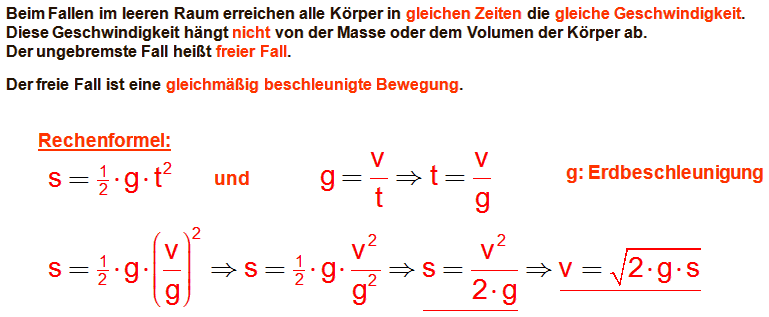 Beim Fallen im leeren Raum erreichen alle Körper in gleichen Zeiten die gleiche Geschwindigkeit.
Diese Geschwindigkeit hängt nicht von der Masse oder dem Volumen der Körper ab.
Der ungebremste Fall heißt freier Fall.
Der freie Fall ist eine gleichmäßig beschleunigte Bewegung.
Rechenformel:
s = ½·g·t² und g = v/t ⇒ t = v/g g: Erdbeschleunigung
s = ½·g·(v/g)² ⇒ s = ½·g·v²/g² ⇒ s = v²/(2·g) ⇒ v = √(2·g·s)